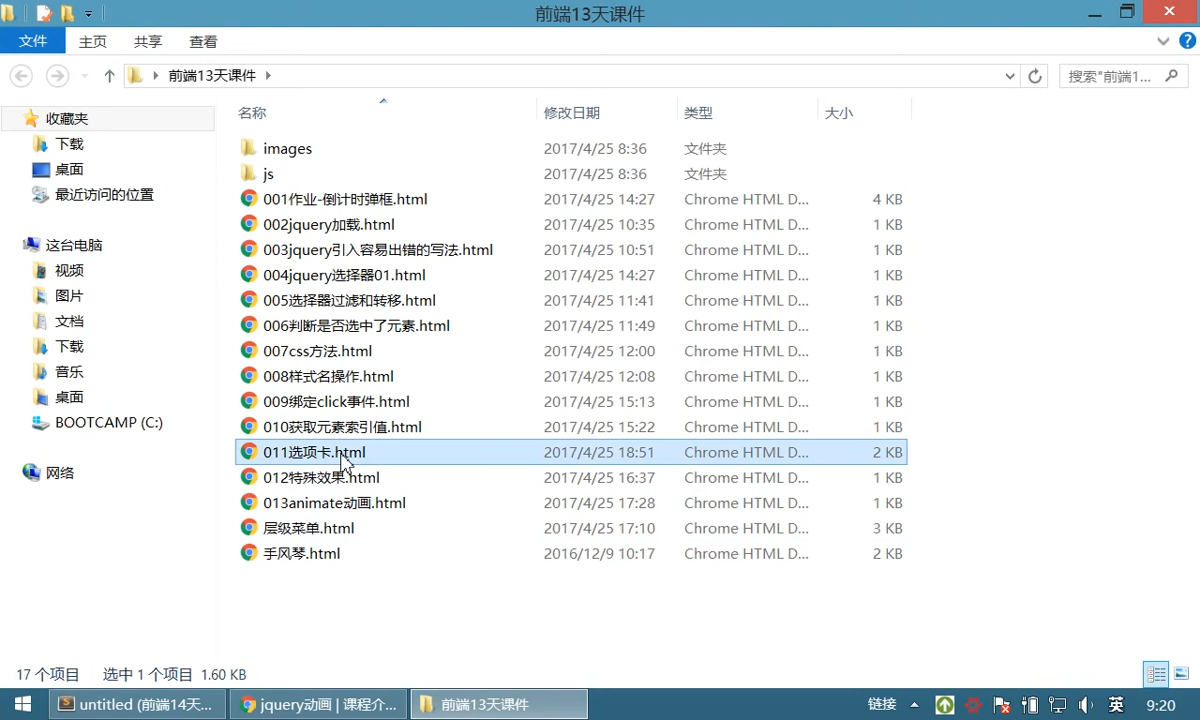 前端13天课件
文件 主页 共享 查看
前端13天课件 搜索"前端1...
名称 修改日期 类型 大小
收藏夹
下载
桌面
最近访问的位置
这台电脑
视频
图片
文档
下载
音乐
桌面
BOOTCAMP (C:)
网络
images 2017/4/25 8:36 文件夹
js 2017/4/25 8:36 文件夹
001作业-倒计时弹框.html 2017/4/25 14:27 Chrome HTML D... 4 KB
002jquery加载.html 2017/4/25 10:35 Chrome HTML D... 1 KB
003jquery引入容易出错的写法.html 2017/4/25 10:51 Chrome HTML D... 1 KB
004jquery选择器01.html 2017/4/25 14:27 Chrome HTML D... 1 KB
005选择器过滤和转移.html 2017/4/25 11:41 Chrome HTML D... 1 KB
006判断是否选中了元素.html 2017/4/25 11:49 Chrome HTML D... 1 KB
007css方法.html 2017/4/25 12:00 Chrome HTML D... 1 KB
008样式名操作.html 2017/4/25 12:08 Chrome HTML D... 1 KB
009绑定click事件.html 2017/4/25 15:13 Chrome HTML D... 1 KB
010获取元素索引值.html 2017/4/25 15:22 Chrome HTML D... 1 KB
011选项卡.html 2017/4/25 18:51 Chrome HTML D... 2 KB
012特殊效果.html 2017/4/25 16:37 Chrome HTML D... 1 KB
013animate动画.html 2017/4/25 17:28 Chrome HTML D... 1 KB
层级菜单.html 2017/4/25 17:10 Chrome HTML D... 3 KB
手风琴.html 2016/12/9 10:17 Chrome HTML D... 2 KB
17 个项目 选中 1 个项目 1.60 KB
untitled (前端14天... jquery动画 | 课程介... 前端13天课件 链接 英 9:20